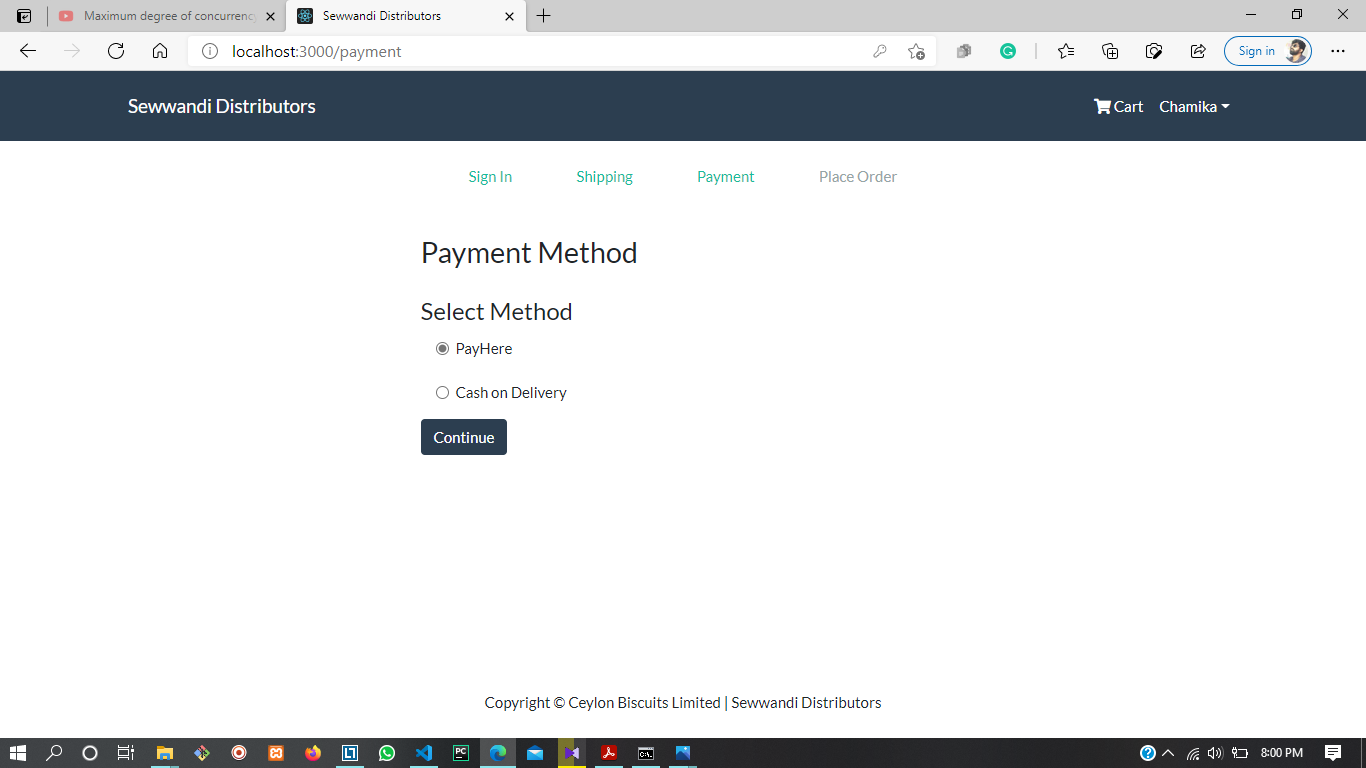 Maximum degree of concurrency
Sewwandi Distributors
localhost:3000/payment
Sign in
Sewwandi Distributors
Cart
Chamika
Sign In
Shipping
Payment
Place Order
Payment Method
Select Method
PayHere
Cash on Delivery
Continue
Copyright © Ceylon Biscuits Limited | Sewwandi Distributors
PC
8:00 PM